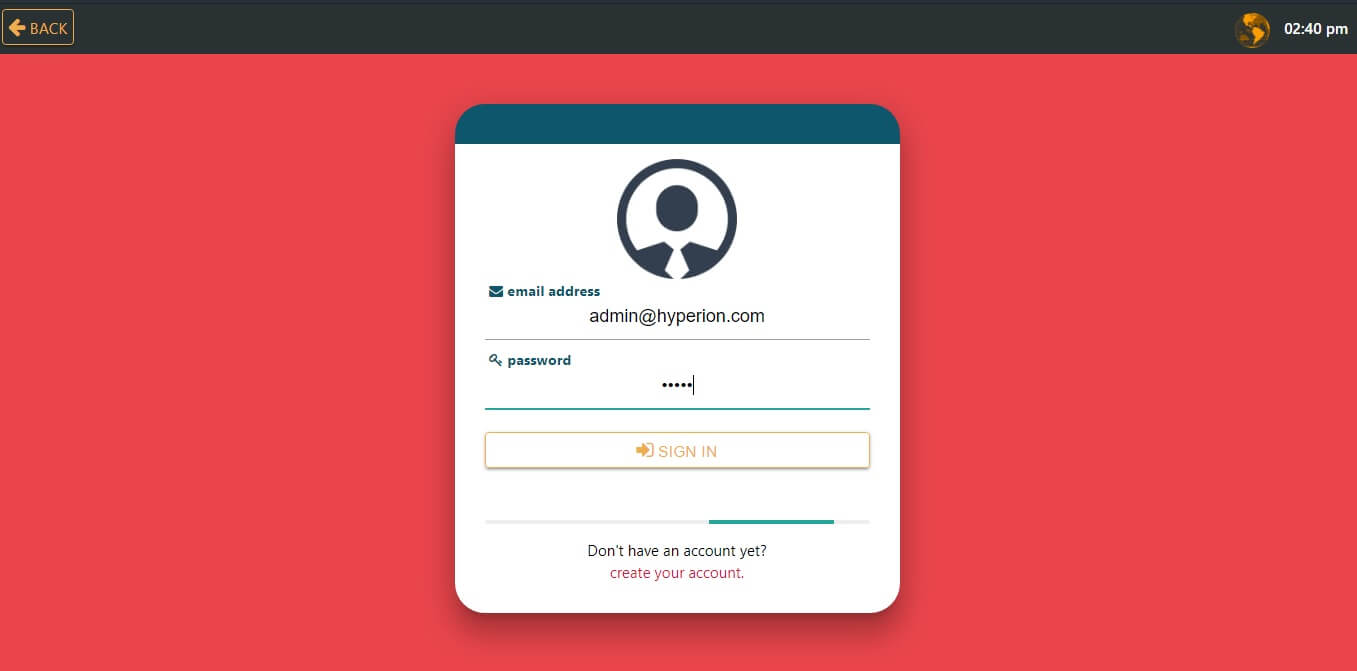 BACK
02:40 pm
email address
admin@hyperion.com
password
•••••
SIGN IN
Don't have an account yet?
create your account.